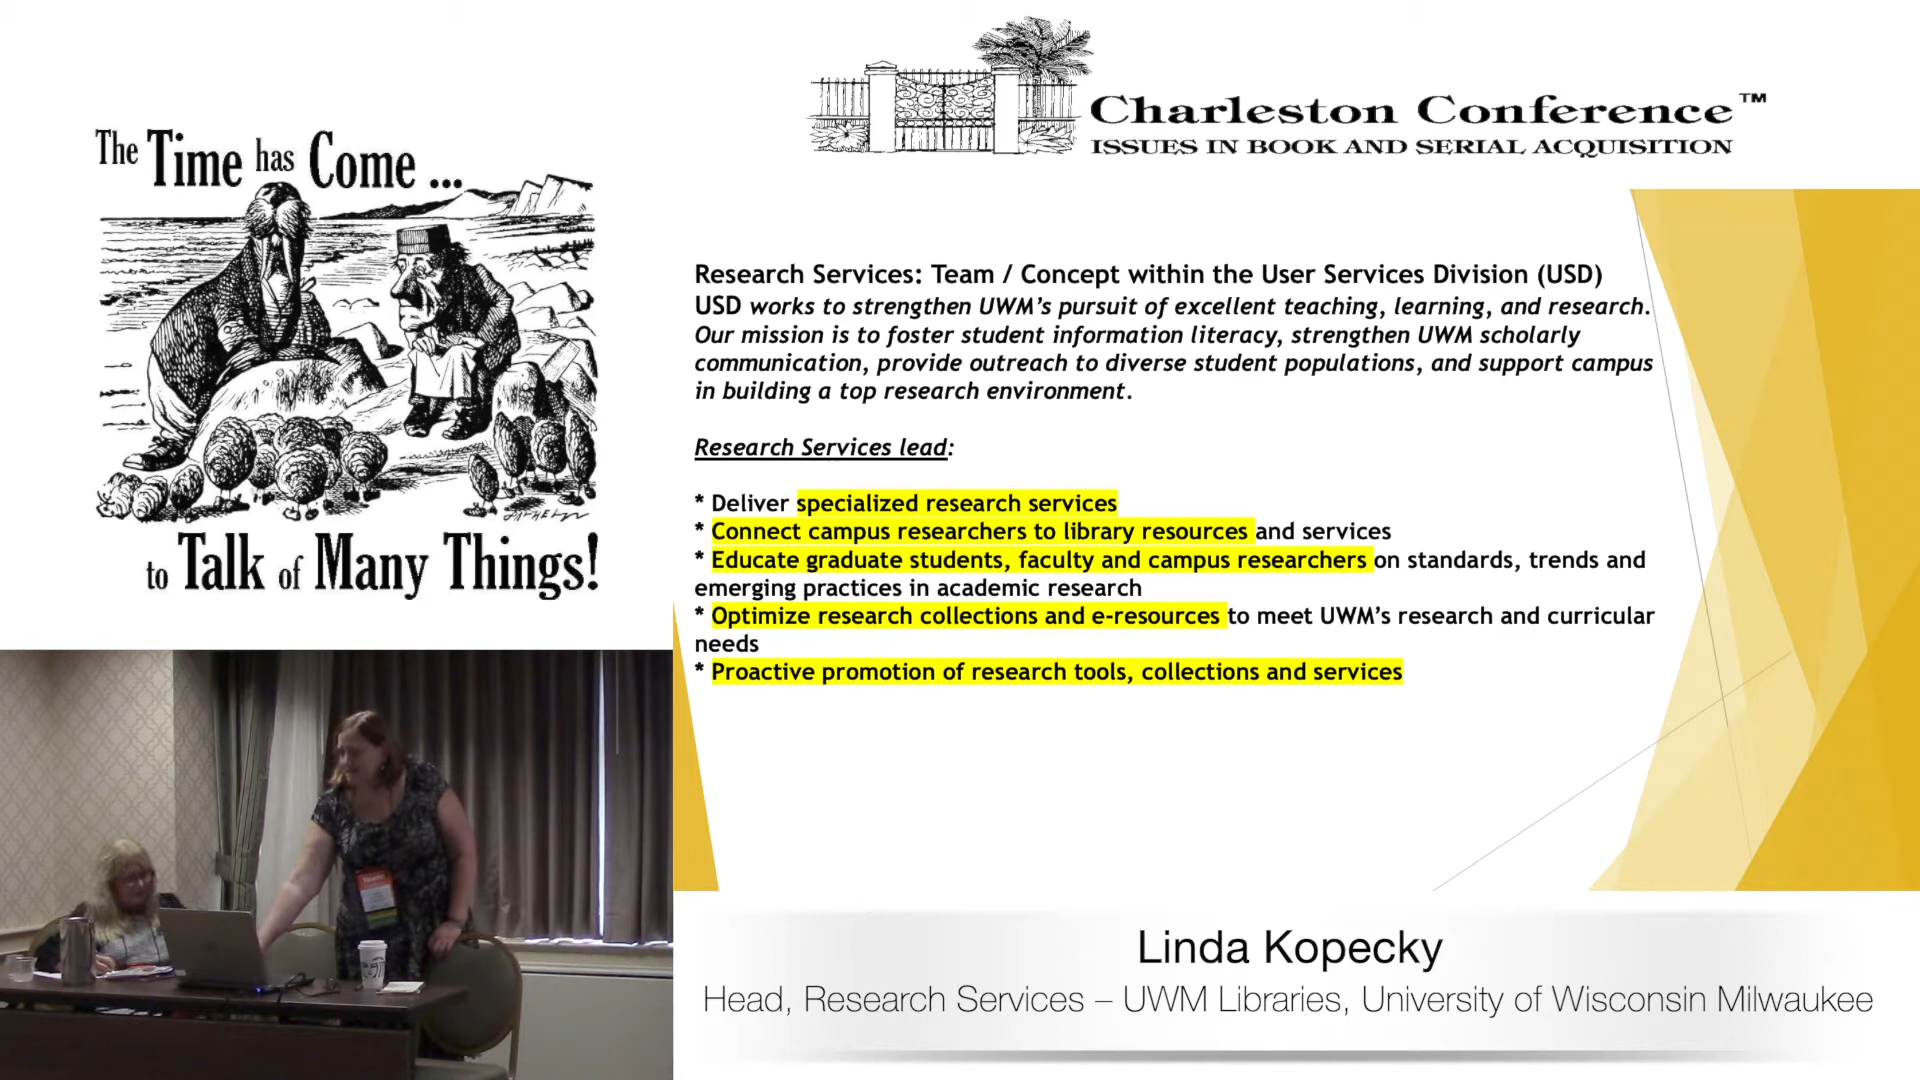 The Time has Come ...
to Talk of Many Things!
Charleston Conference™
ISSUES IN BOOK AND SERIAL ACQUISITION
Research Services: Team / Concept within the User Services Division (USD)
USD works to strengthen UWM’s pursuit of excellent teaching, learning, and research.
Our mission is to foster student information literacy, strengthen UWM scholarly
communication, provide outreach to diverse student populations, and support campus
in building a top research environment.
Research Services lead:
* Deliver specialized research services
* Connect campus researchers to library resources and services
* Educate graduate students, faculty and campus researchers on standards, trends and
emerging practices in academic research
* Optimize research collections and e-resources to meet UWM’s research and curricular
needs
* Proactive promotion of research tools, collections and services
Linda Kopecky
Head, Research Services – UWM Libraries, University of Wisconsin Milwaukee